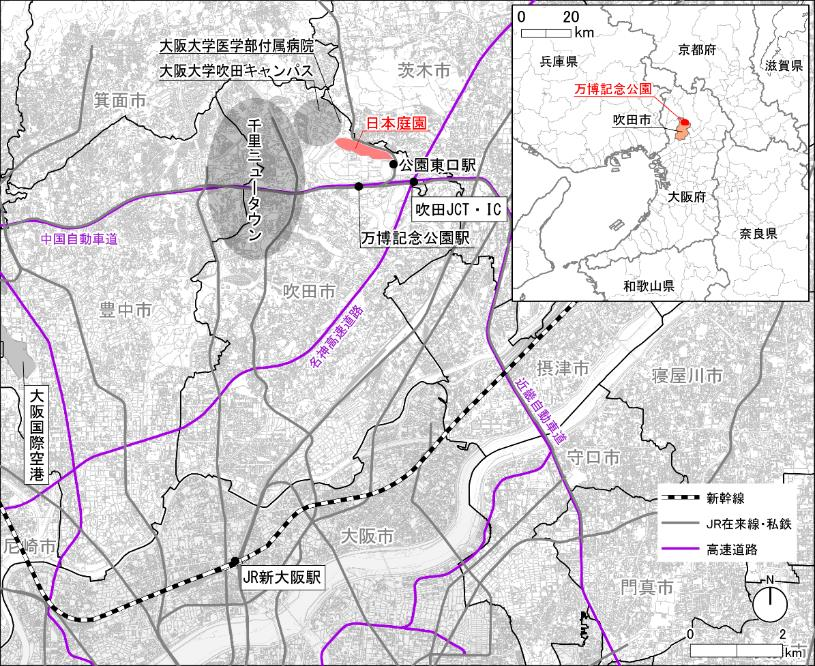 大阪大学医学部付属病院
大阪大学吹田キャンパス
茨木市
箕面市
千里ニュータウン
日本庭園
公園東口駅
吹田JCT・IC
万博記念公園駅
中国自動車道
吹田市
豊中市
名神高速道路
大阪国際空港
摂津市
寝屋川市
近畿自動車道
守口市
尼崎市
大阪市
JR新大阪駅
門真市
0 20
km
京都府
兵庫県
滋賀県
万博記念公園
吹田市
大阪府
奈良県
和歌山県
新幹線
JR在来線・私鉄
高速道路
N
0 2
km